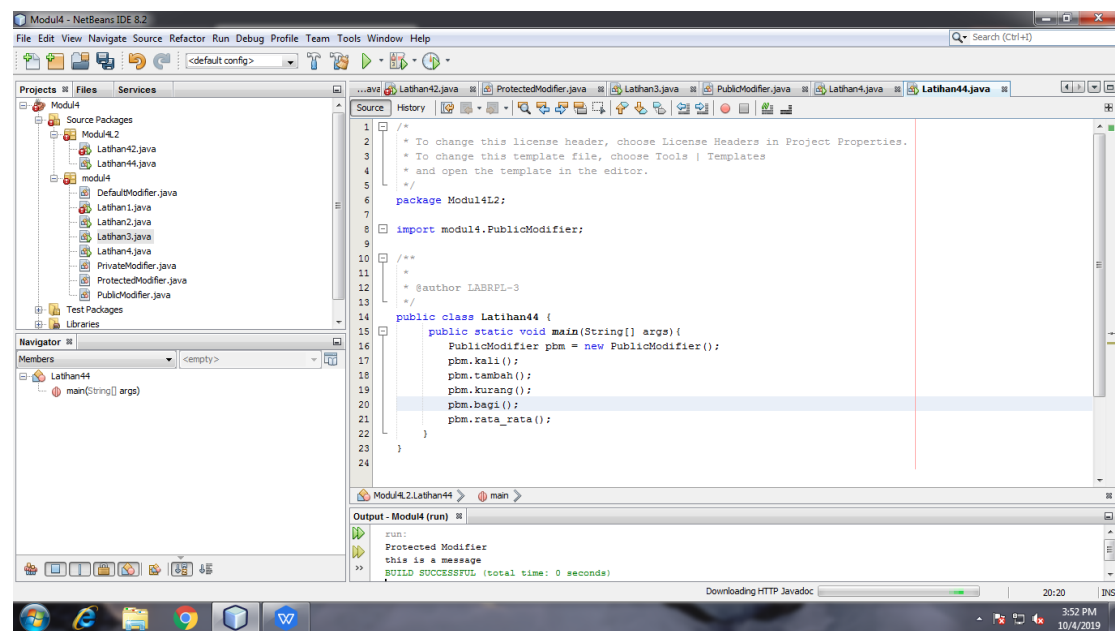 Modul4 - NetBeans IDE 8.2
File Edit View Navigate Source Refactor Run Debug Profile Team Tools Window Help
Search (Ctrl+I)
<default config>
Projects Files Services
Modul4
Source Packages
Modul4L2
Latihan42.java
Latihan44.java
modul4
DefaultModifier.java
Latihan1.java
Latihan2.java
Latihan3.java
Latihan4.java
PrivateModifier.java
ProtectedModifier.java
PublicModifier.java
Test Packages
Libraries
Navigator
Members <empty>
Latihan44
main(String[] args)
...ava Latihan42.java ProtectedModifier.java Latihan3.java PublicModifier.java Latihan4.java Latihan44.java
Source History
1 /*
2 * To change this license header, choose License Headers in Project Properties.
3 * To change this template file, choose Tools | Templates
4 * and open the template in the editor.
5 */
6 package Modul4L2;
7
8 import modul4.PublicModifier;
9
10 /**
11 *
12 * @author LABRPL-3
13 */
14 public class Latihan44 {
15 public static void main(String[] args){
16 PublicModifier pbm = new PublicModifier();
17 pbm.kali();
18 pbm.tambah();
19 pbm.kurang();
20 pbm.bagi();
21 pbm.rata_rata();
22 }
23 }
24
Modul4L2.Latihan44 main
Output - Modul4 (run)
run:
Protected Modifier
this is a message
BUILD SUCCESSFUL (total time: 0 seconds)
Downloading HTTP Javadoc
20:20 INS
3:52 PM
10/4/2019